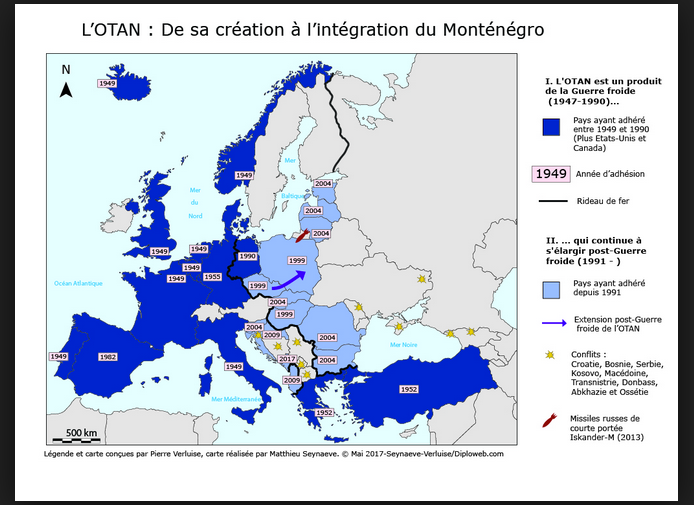 L'OTAN : De sa création à l'intégration du Monténégro
N
1949
1949
Mer
Baltique
2004
2004
2004
Mer
du
Nord
1949
1949
1949
1949
1955
1990
1999
1999
Océan Atlantique
2004
1999
2004
2009
2004
2017
2004
2009
Mer Noire
1949
1982
1949
1952
1952
Mer Méditerranée
500 km
I. L'OTAN est un produit
de la Guerre froide
(1947-1990)...
Pays ayant adhéré
entre 1949 et 1990
(Plus Etats-Unis et
Canada)
1949
Année d'adhésion
Rideau de fer
II. ... qui continue à
s'élargir post-Guerre
froide (1991 - )
Pays ayant adhéré
depuis 1991
Extension post-Guerre
froide de l'OTAN
Conflits :
Croatie, Bosnie, Serbie,
Kosovo, Macédoine,
Transnistrie, Donbass,
Abkhazie et Ossétie
Missiles russes de
courte portée
Iskander-M (2013)
Légende et carte conçues par Pierre Verluise, carte réalisée par Matthieu Seynaeve. © Mai 2017-Seynaeve-Verluise/Diploweb.com